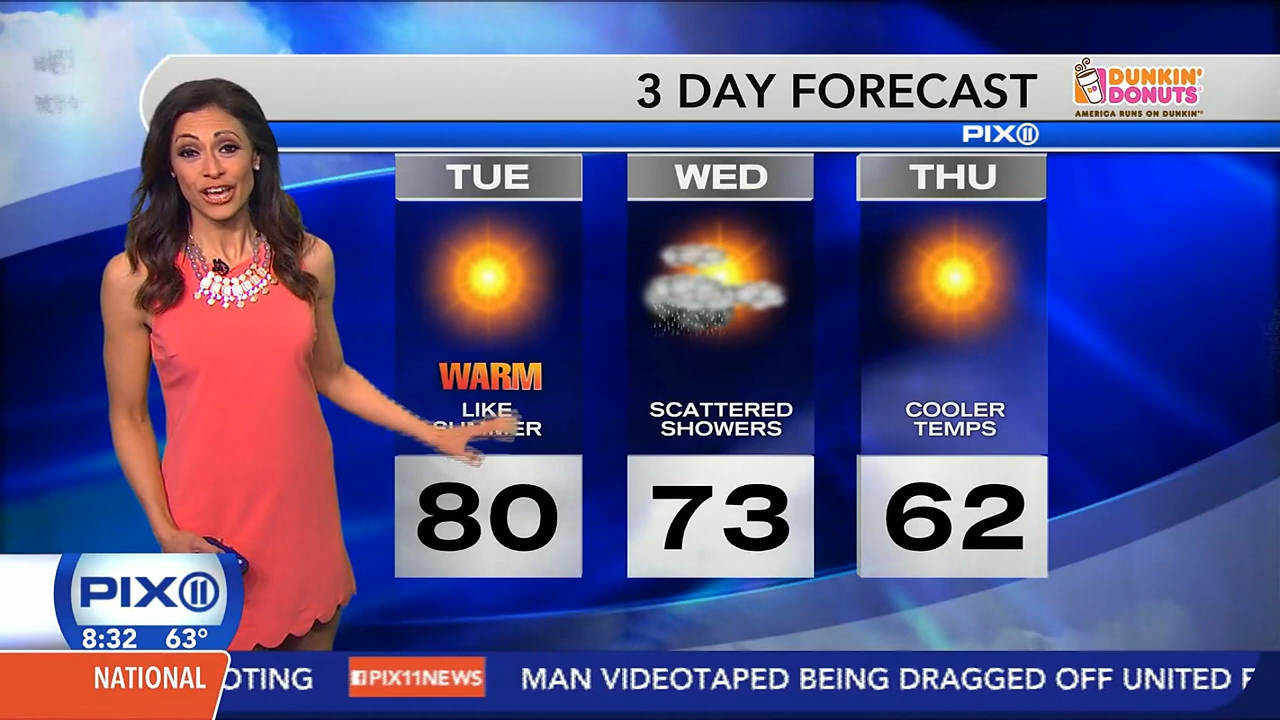 3 DAY FORECAST
DUNKIN'
DONUTS
AMERICA RUNS ON DUNKIN'
PIX11
TUE
WED
THU
WARM
LIKE
SUMMER
SCATTERED
SHOWERS
COOLER
TEMPS
80
73
62
PIX11
8:32 63°
NATIONAL
OTING
PIX11NEWS
MAN VIDEOTAPED BEING DRAGGED OFF UNITED